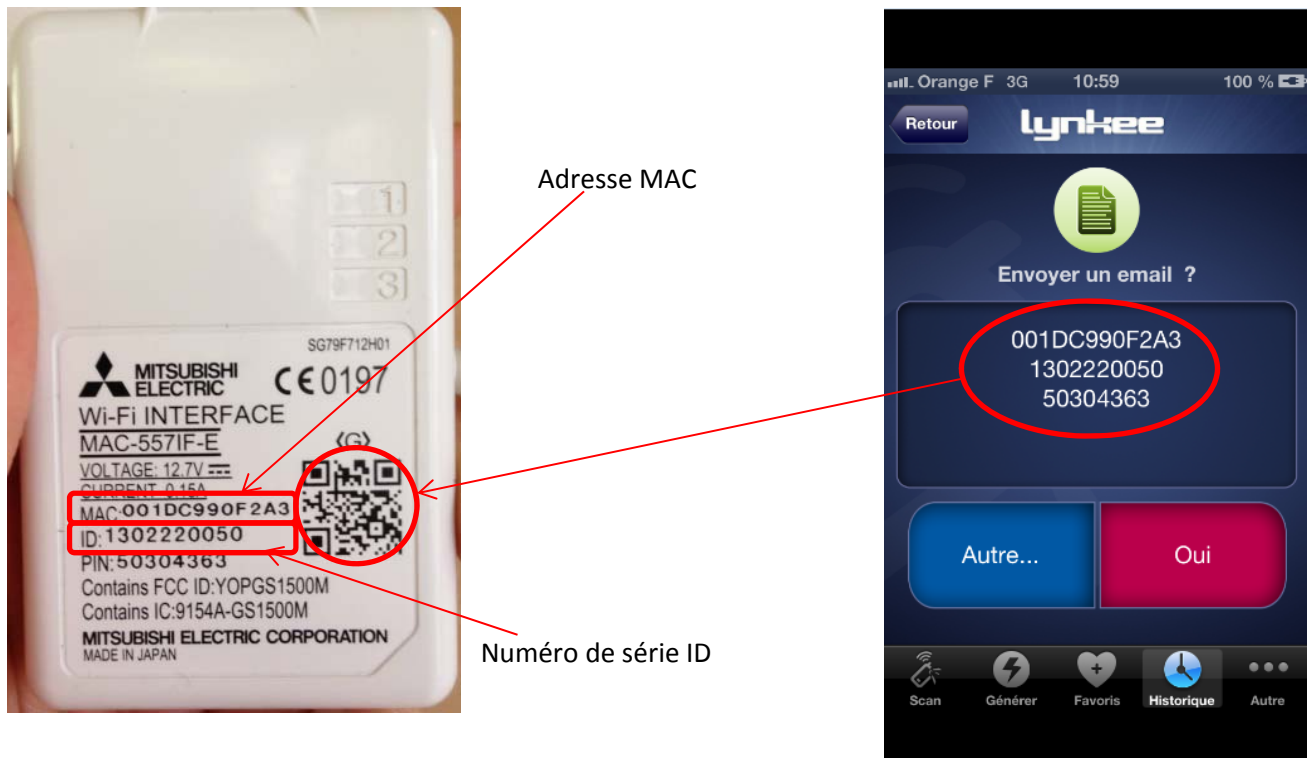 1
2
3
SG79F712H01
MITSUBISHI
ELECTRIC
CE0197
Wi-Fi INTERFACE
MAC-557IF-E
⟪G⟫
VOLTAGE: 12.7V
CURRENT 0.15A
MAC:001DC990F2A3
ID:1302220050
PIN:50304363
Contains FCC ID:YOPGS1500M
Contains IC:9154A-GS1500M
MITSUBISHI ELECTRIC CORPORATION
MADE IN JAPAN
Adresse MAC
Numéro de série ID
Orange F 3G 10:59 100 %
Retour
lynkee
Envoyer un email ?
001DC990F2A3
1302220050
50304363
Autre...
Oui
Scan
Générer
Favoris
Historique
Autre